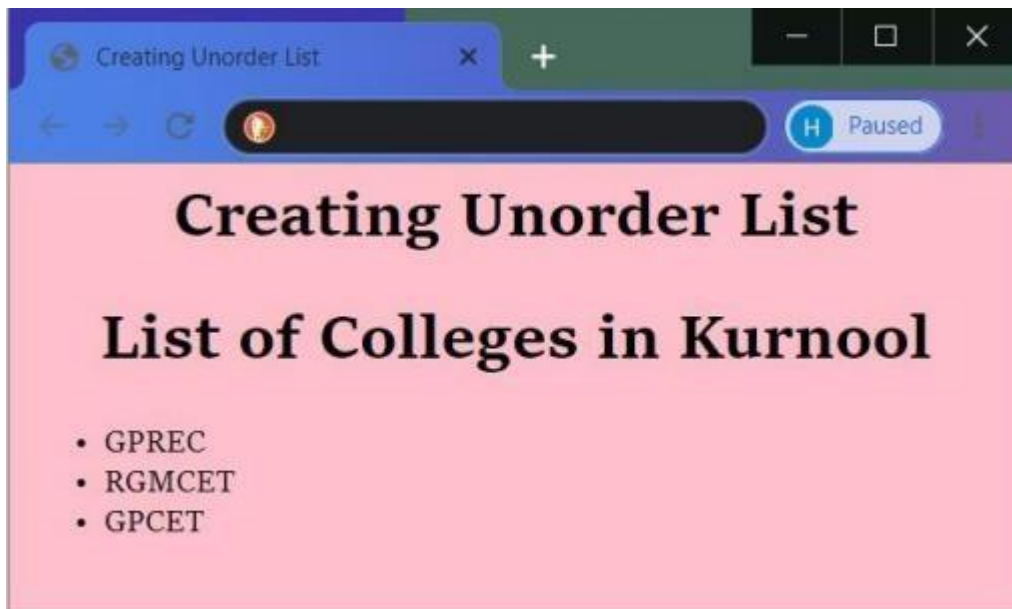 Creating Unorder List
H Paused
Creating Unorder List
List of Colleges in Kurnool
• GPREC
• RGMCET
• GPCET